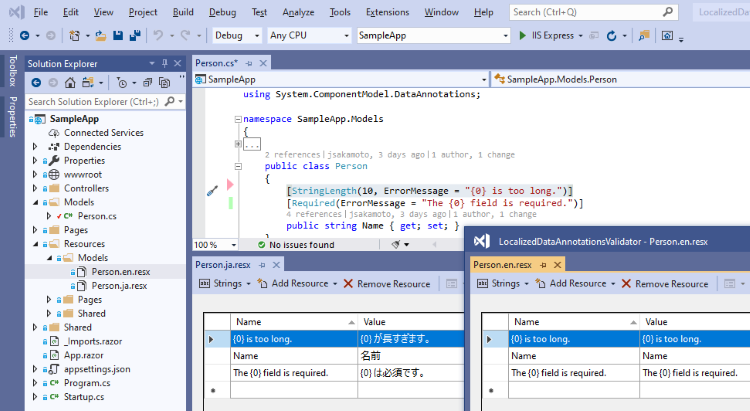 File Edit View Project Build Debug Test Analyze Tools Extensions Window Help Search (Ctrl+Q) LocalizedDa
Debug Any CPU SampleApp IIS Express
Toolbox
Properties
Solution Explorer
Search Solution Explorer (Ctrl+;)
SampleApp
Connected Services
Dependencies
Properties
wwwroot
Controllers
Models
Person.cs
Pages
Resources
Models
Person.en.resx
Person.ja.resx
Pages
Shared
Shared
_Imports.razor
App.razor
appsettings.json
Program.cs
Startup.cs
Person.cs*
SampleApp SampleApp.Models.Person
using System.ComponentModel.DataAnnotations;
namespace SampleApp.Models
{
...
2 references | jsakamoto, 3 days ago | 1 author, 1 change
public class Person
{
[StringLength(10, ErrorMessage = "{0} is too long.")]
[Required(ErrorMessage = "The {0} field is required.")]
4 references | jsakamoto, 3 days ago | 1 author, 1 change
public string Name { get; set; }
}
100 % No issues found
Person.ja.resx
Strings Add Resource Remove Resource
Name Value
{0} is too long. {0} が長すぎます。
Name 名前
The {0} field is required. {0} は必須です。
LocalizedDataAnnotationsValidator - Person.en.resx
Person.en.resx
Strings Add Resource Remove Resource
Name Value
{0} is too long. {0} is too long.
Name Name
The {0} field is required. The {0} field is required.